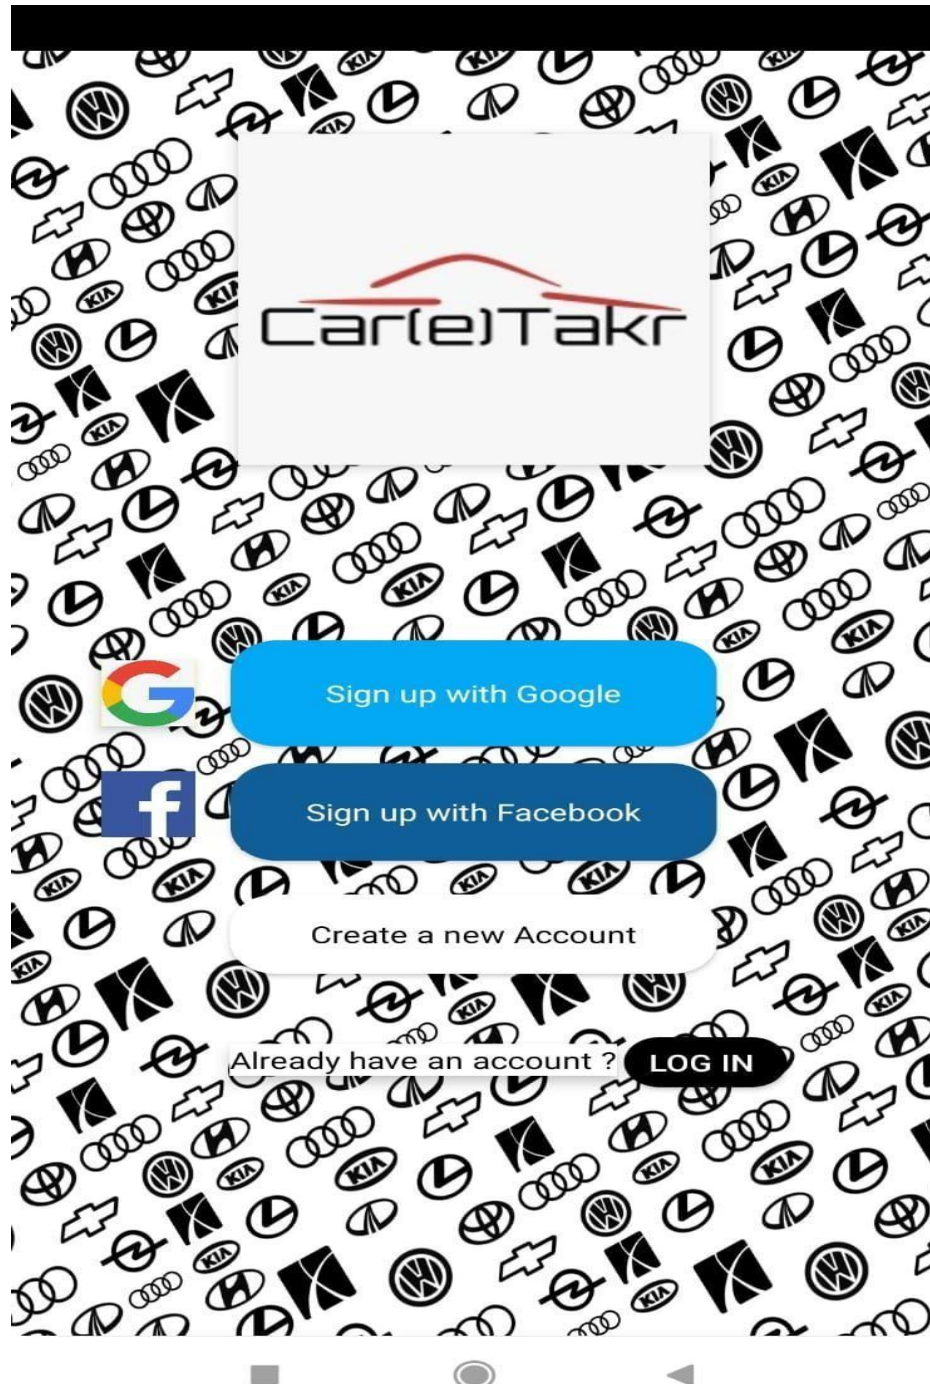 Car(e)Takr
Sign up with Google
Sign up with Facebook
Create a new Account
Already have an account ?
LOG IN